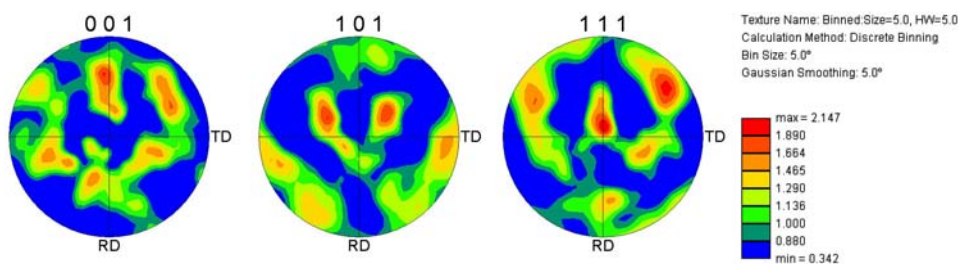 0 0 1
1 0 1
1 1 1
TD
TD
TD
RD
RD
RD
Texture Name: Binned:Size=5.0, HW=5.0
Calculation Method: Discrete Binning
Bin Size: 5.0°
Gaussian Smoothing: 5.0°
max = 2.147
1.890
1.664
1.465
1.290
1.136
1.000
0.880
min = 0.342